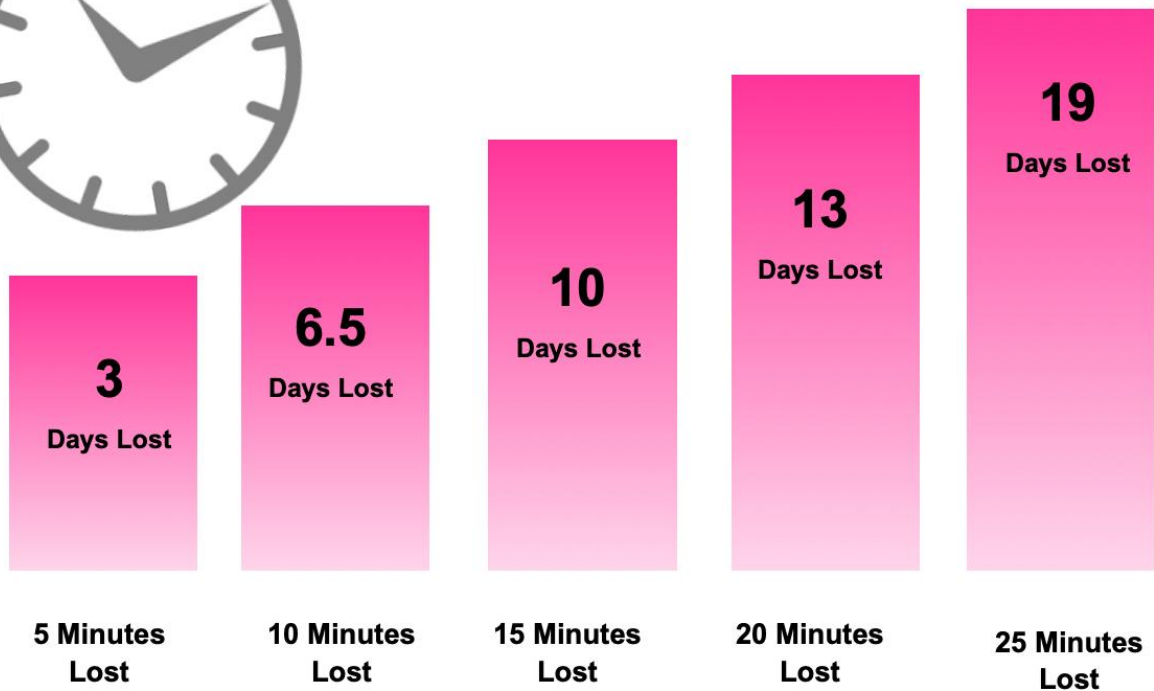 3
Days Lost
6.5
Days Lost
10
Days Lost
13
Days Lost
19
Days Lost
5 Minutes
Lost
10 Minutes
Lost
15 Minutes
Lost
20 Minutes
Lost
25 Minutes
Lost